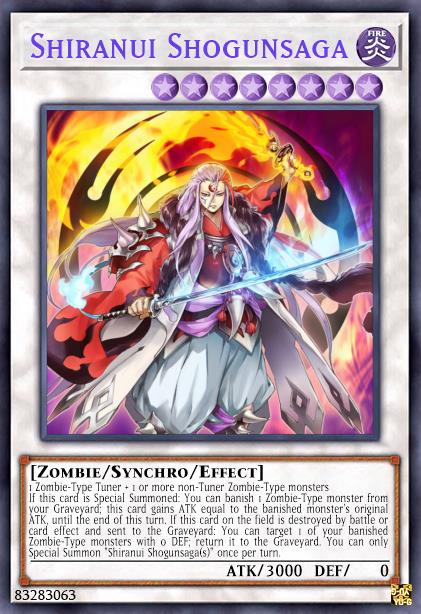 Shiranui Shogunsaga
FIRE
炎
[Zombie/Synchro/Effect]
1 Zombie-Type Tuner + 1 or more non-Tuner Zombie-Type monsters
If this card is Special Summoned: You can banish 1 Zombie-Type monster from
your Graveyard; this card gains ATK equal to the banished monster's original
ATK, until the end of this turn. If this card on the field is destroyed by battle or
card effect and sent to the Graveyard: You can target 1 of your banished
Zombie-Type monsters with 0 DEF; return it to the Graveyard. You can only
Special Summon "Shiranui Shogunsaga(s)" once per turn.
ATK/3000 DEF/ 0
83283063